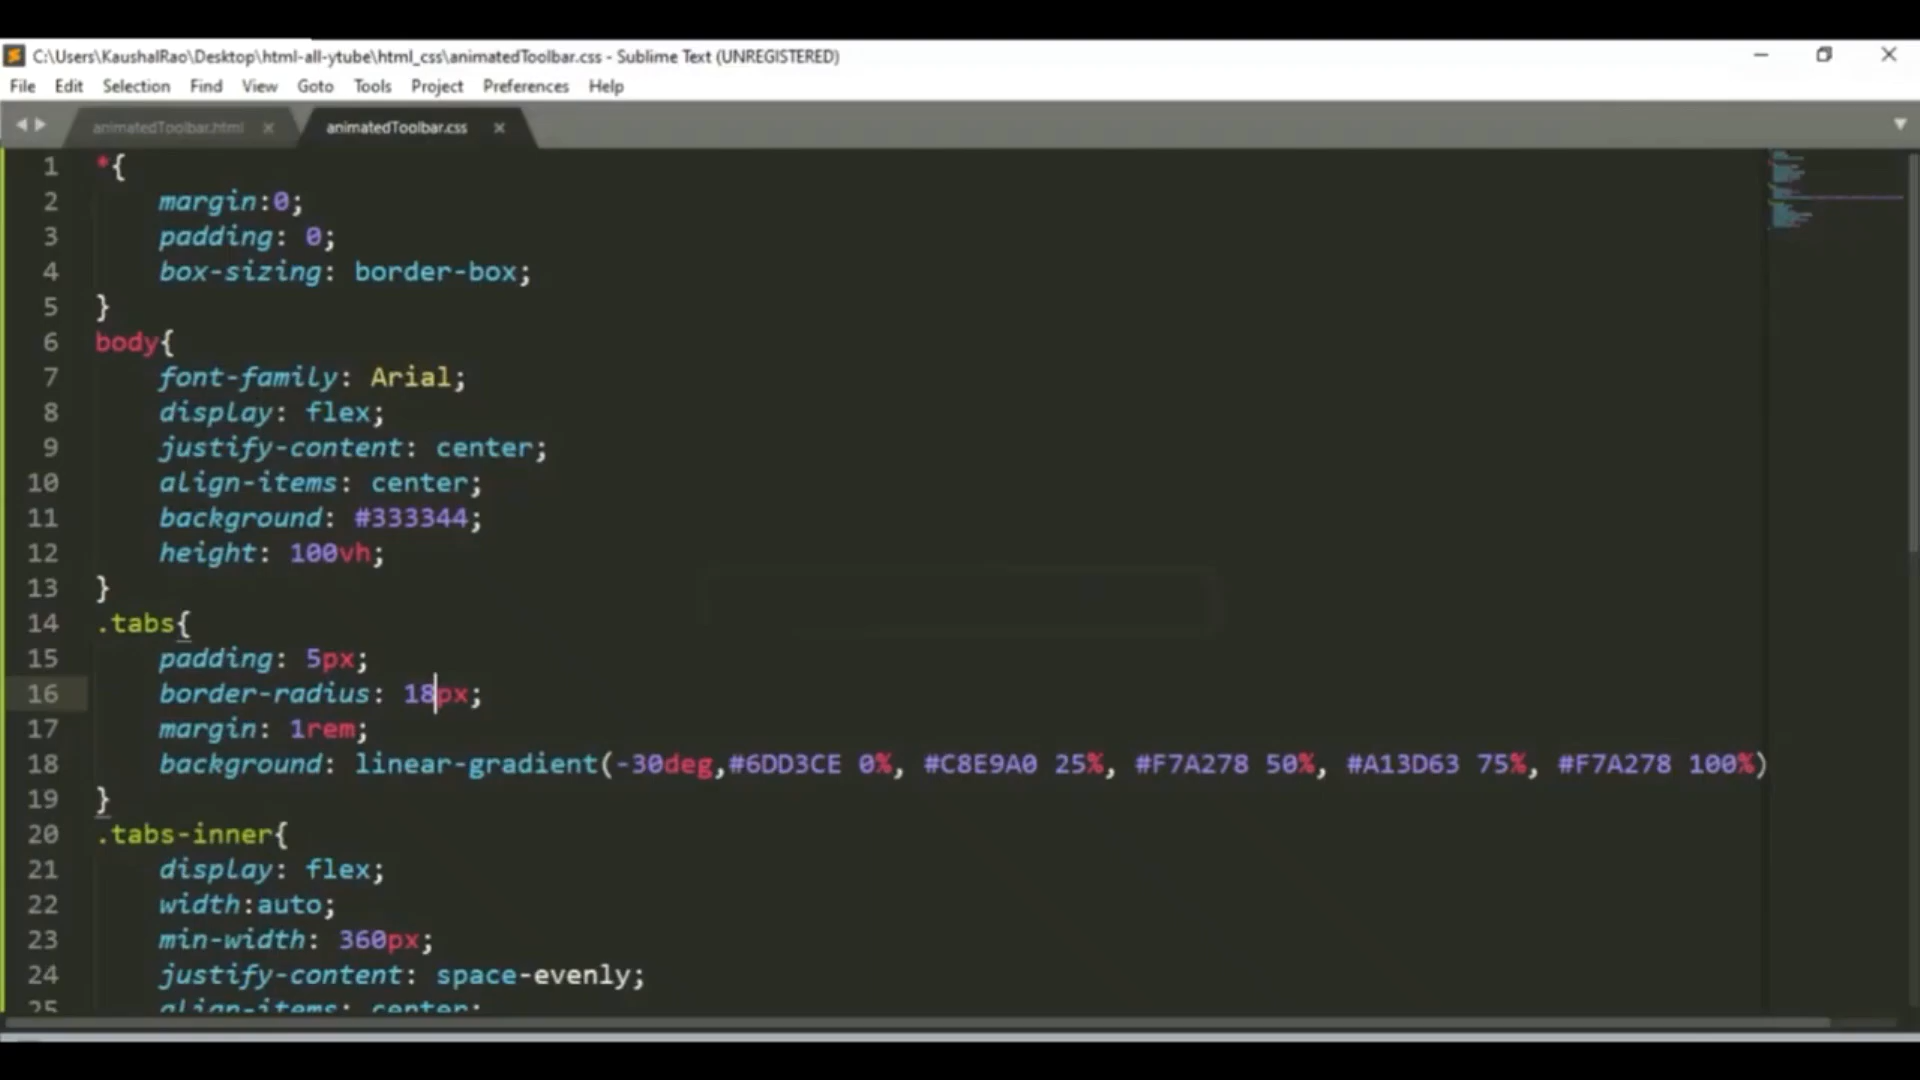 C:\Users\KaushalRao\Desktop\html-all-ytube\html_css\animatedToolbar.css - Sublime Text (UNREGISTERED)
File Edit Selection Find View Goto Tools Project Preferences Help
animatedToolbar.html × animatedToolbar.css ×
1 *{
2 margin:0;
3 padding: 0;
4 box-sizing: border-box;
5 }
6 body{
7 font-family: Arial;
8 display: flex;
9 justify-content: center;
10 align-items: center;
11 background: #333344;
12 height: 100vh;
13 }
14 .tabs{
15 padding: 5px;
16 border-radius: 18px;
17 margin: 1rem;
18 background: linear-gradient(-30deg,#6DD3CE 0%, #C8E9A0 25%, #F7A278 50%, #A13D63 75%, #F7A278 100%)
19 }
20 .tabs-inner{
21 display: flex;
22 width:auto;
23 min-width: 360px;
24 justify-content: space-evenly;
25 align-items: center;